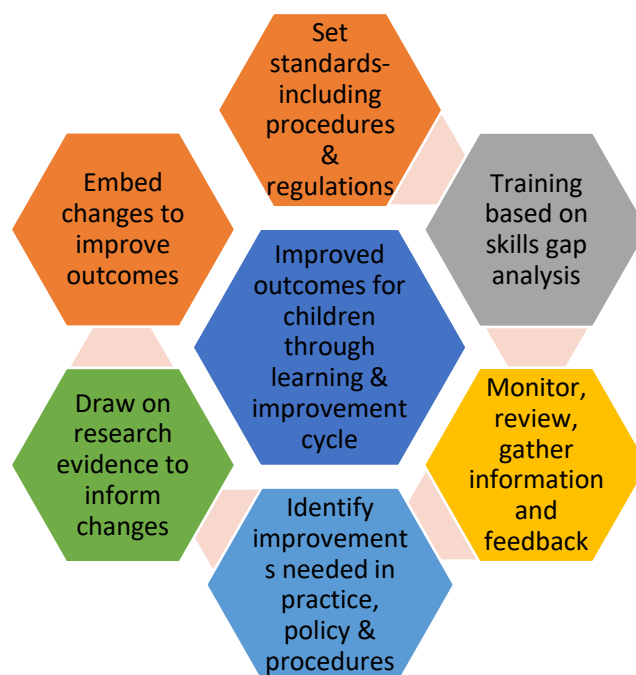 Set
standards-
including
procedures
&
regulations
Training
based on
skills gap
analysis
Monitor,
review,
gather
information
and
feedback
Identify
improvement
s needed in
practice,
policy &
procedures
Draw on
research
evidence to
inform
changes
Embed
changes to
improve
outcomes
Improved
outcomes for
children
through
learning &
improvement
cycle